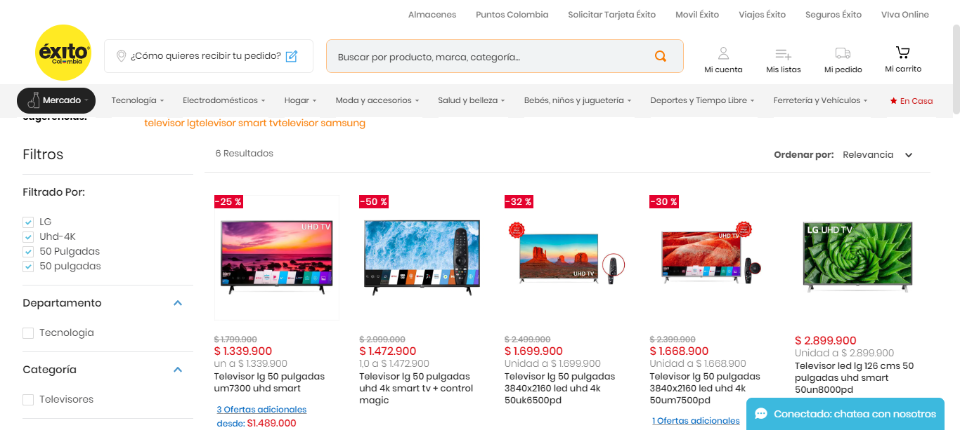 Almacenes Puntos Colombia Solicitar Tarjeta Éxito Movil Éxito Viajes Éxito Seguros Éxito Viva Online
éxito
Colombia
¿Cómo quieres recibir tu pedido?
Buscar por producto, marca, categoría...
Mi cuenta Mis listas Mi pedido Mi carrito
Mercado Tecnología Electrodomésticos Hogar Moda y accesorios Salud y belleza Bebés, niños y juguetería Deportes y Tiempo Libre Ferretería y Vehículos En Casa
Sugerencias: televisor lgtelevisor smart tvtelevisor samsung
Filtros
6 Resultados
Ordenar por: Relevancia
Filtrado Por:
LG
Uhd-4K
50 Pulgadas
50 pulgadas
Departamento
Tecnologia
Categoría
Televisores
-25 %
UHD TV
$ 1.799.900
$ 1.339.900
un a $ 1.339.900
Televisor lg 50 pulgadas
um7300 uhd smart
3 Ofertas adicionales
desde: $1.489.000
-50 %
$ 2.999.000
$ 1.472,900
1,0 a $ 1.472.900
Televisor lg 50 pulgadas
uhd 4k smart tv + control
magic
-32 %
UHD TV
$ 2.499.900
$ 1.699.900
Unidad a $ 1.699.900
Televisor lg 50 pulgadas
3840x2160 led uhd 4k
50uk6500pd
-30 %
UHD TV
$ 2.399.900
$ 1.668.900
Unidad a $ 1.668.900
Televisor lg 50 pulgadas
3840x2160 led uhd 4k
50um7500pd
1 Ofertas adicionales
LG UHD TV
$ 2.899.900
Unidad a $ 2.899.900
Televisor led lg 126 cms 50
pulgadas uhd smart
50un8000pd
Conectado: chatea con nosotros